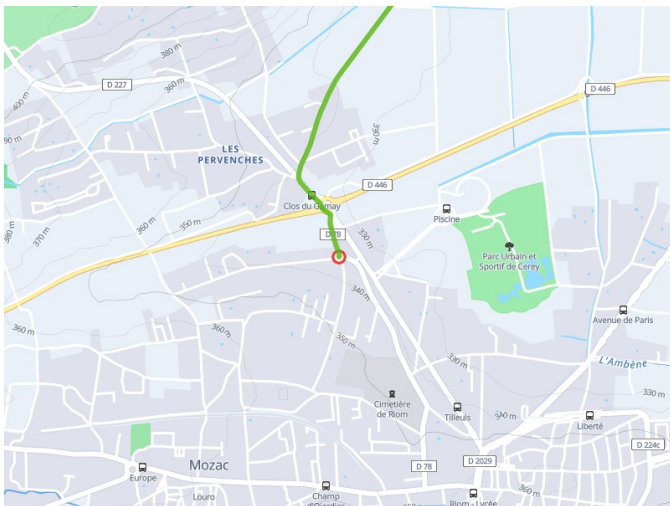 380 m
D 227
360 m
400 m
D 446
390 m
LES
PERVENCHES
D 446
Clos du Gamay
Piscine
350 m
360 m
380 m
370 m
D 78
330 m
Parc Urbain et
Sportif de Cerey
340 m
Avenue de Paris
360 m
360 m
350 m
330 m
L'Ambène
330 m
Cimetière
de Riom
Tilleuls
340 m
Liberté
D 224c
Mozac
D 78
D 2029
Europe
Louro
Champ
360 m
Riom - Lycée